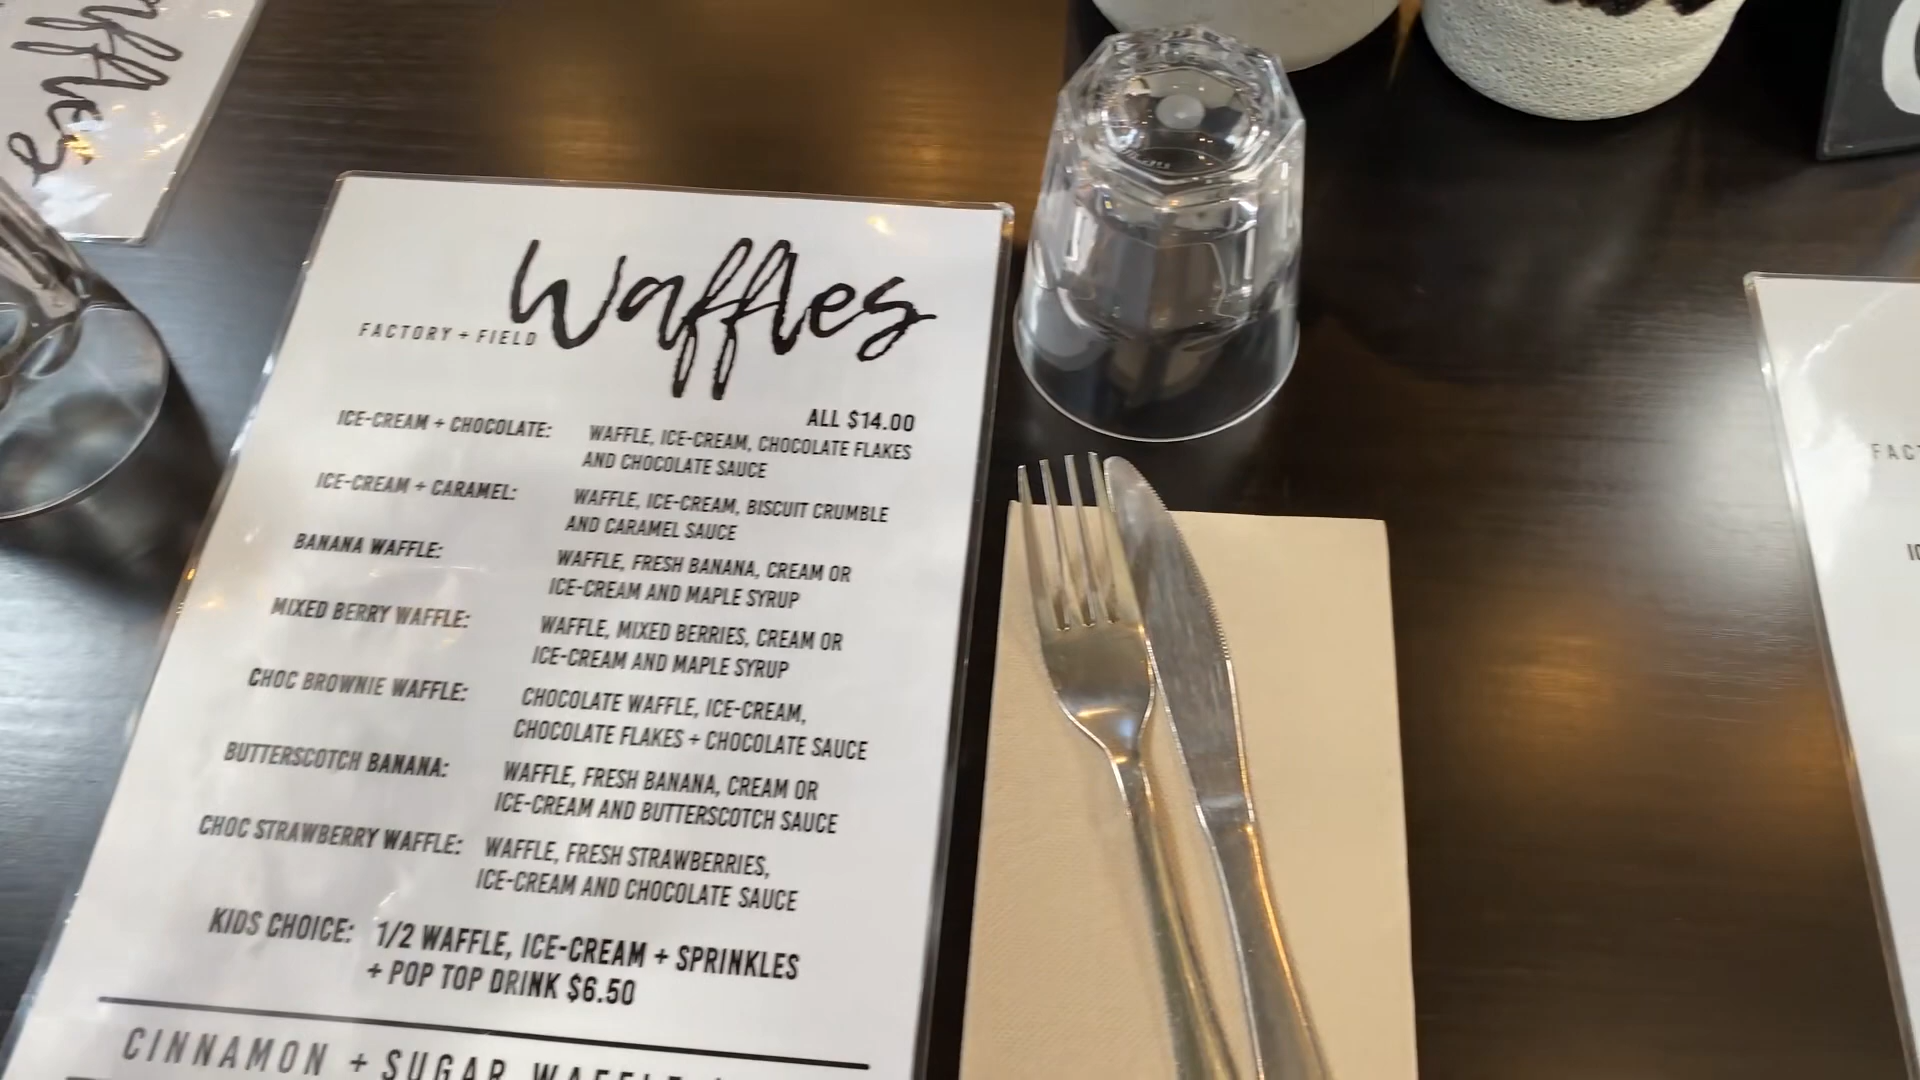 Waffles
FACTORY + FIELD
ALL $14.00
ICE-CREAM + CHOCOLATE: WAFFLE, ICE-CREAM, CHOCOLATE FLAKES
AND CHOCOLATE SAUCE
ICE-CREAM + CARAMEL: WAFFLE, ICE-CREAM, BISCUIT CRUMBLE
AND CARAMEL SAUCE
BANANA WAFFLE: WAFFLE, FRESH BANANA, CREAM OR
ICE-CREAM AND MAPLE SYRUP
MIXED BERRY WAFFLE: WAFFLE, MIXED BERRIES, CREAM OR
ICE-CREAM AND MAPLE SYRUP
CHOC BROWNIE WAFFLE: CHOCOLATE WAFFLE, ICE-CREAM,
CHOCOLATE FLAKES + CHOCOLATE SAUCE
BUTTERSCOTCH BANANA: WAFFLE, FRESH BANANA, CREAM OR
ICE-CREAM AND BUTTERSCOTCH SAUCE
CHOC STRAWBERRY WAFFLE: WAFFLE, FRESH STRAWBERRIES,
ICE-CREAM AND CHOCOLATE SAUCE
KIDS CHOICE: 1/2 WAFFLE, ICE-CREAM + SPRINKLES
+ POP TOP DRINK $6.50
CINNAMON + SUGAR